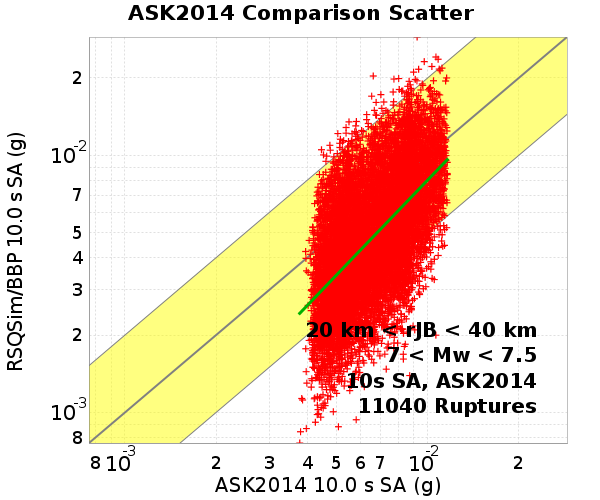 ASK2014 Comparison Scatter
RSQSim/BBP 10.0 s SA (g)
2
10-2
7
5
4
3
2
10-3
8
20 km < rJB < 40 km
7 < Mw < 7.5
10s SA, ASK2014
11040 Ruptures
8 10-3 2 3 4 5 6 7 10-2 2
ASK2014 10.0 s SA (g)